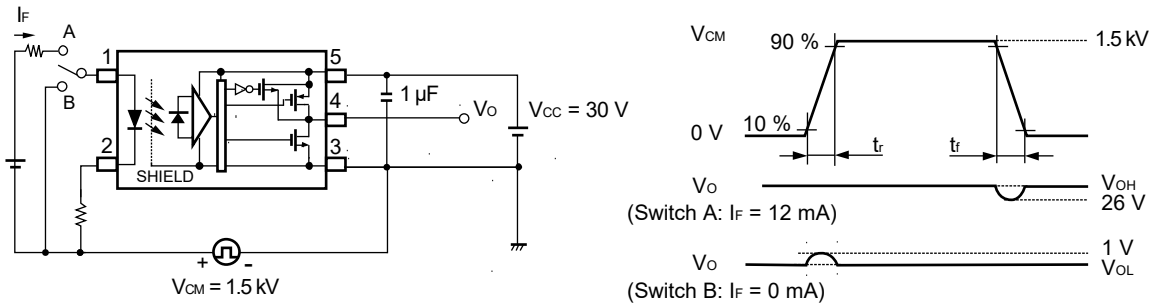 IF
A
B
1
2
5
4
3
SHIELD
1 µF
VO
VCC = 30 V
+ -
VCM = 1.5 kV
VCM
90 %
1.5 kV
10 %
0 V
tr
tf
VO
VOH
26 V
(Switch A: IF = 12 mA)
1 V
VO
VOL
(Switch B: IF = 0 mA)